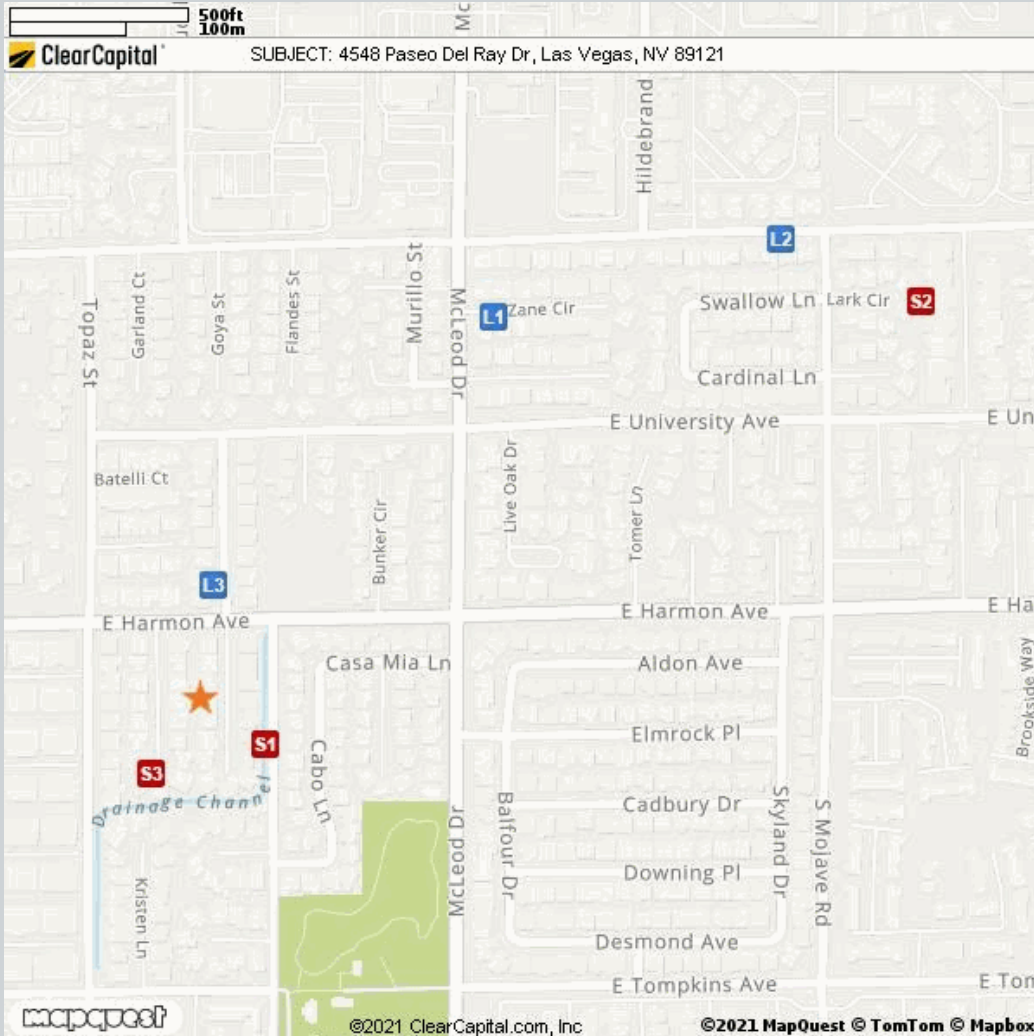 500ft
100m
ClearCapital
SUBJECT: 4548 Paseo Del Ray Dr, Las Vegas, NV 89121
Mc
Hildebrand
L2
Murillo St
Topaz St
Garland Ct
Goya St
Flandes St
McLeod Dr
L1
Zane Cir
Swallow Ln
Lark Cir
S2
Cardinal Ln
E University Ave
E Un
Batelli Ct
Live Oak Dr
Bunker Cir
L3
E Harmon Ave
E Harmon Ave
E Ha
Casa Mia Ln
Aldon Ave
Brookside Way
Elmrock Pl
S1
S3
Cabo Ln
Drainage Channel
Balfour Dr
Cadbury Dr
Skyland Dr
S Mojave Rd
McLeod Dr
Downing Pl
Kristen Ln
Desmond Ave
E Tompkins Ave
E Tom
mapquest
©2021 ClearCapital.com, Inc
©2021 MapQuest © TomTom © Mapbox